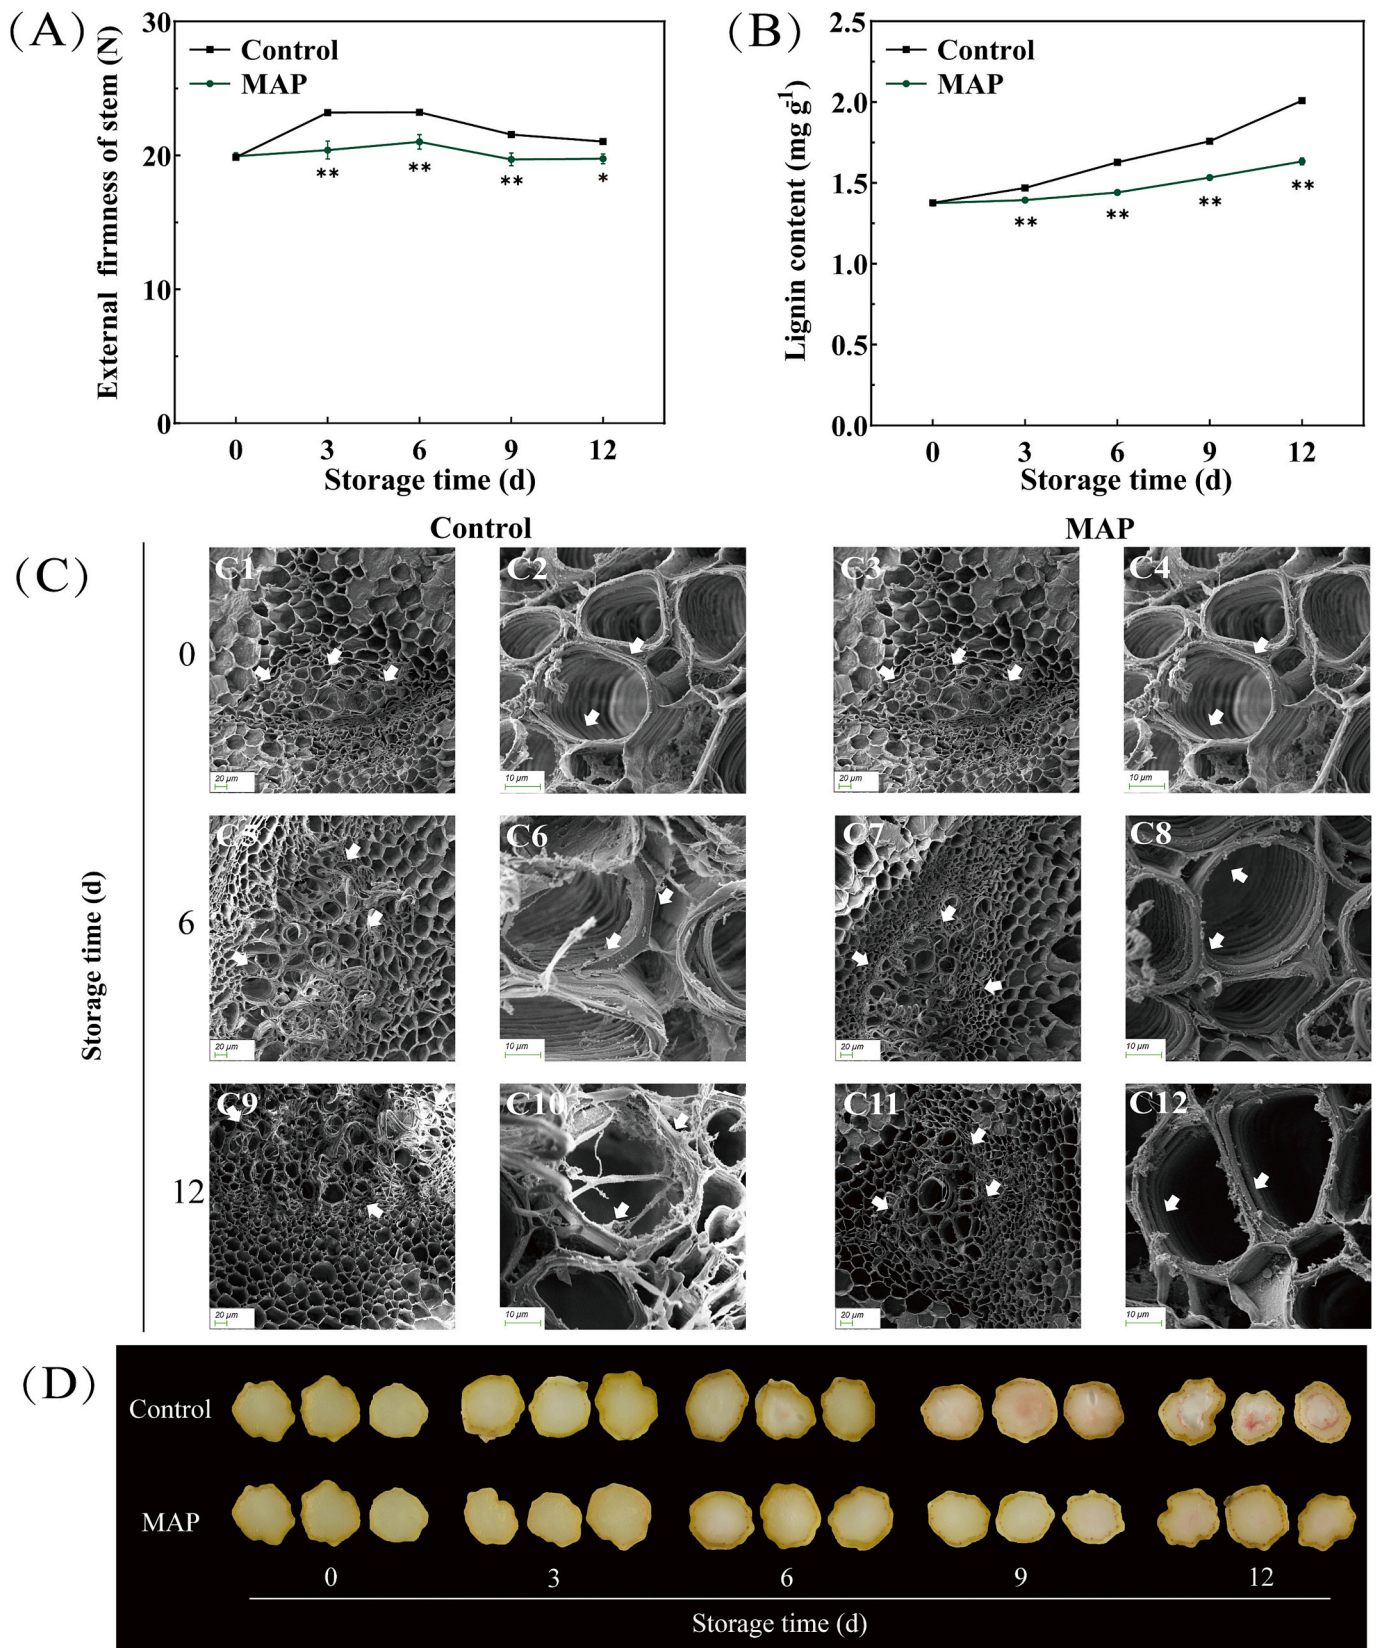 (A)
External firmness of stem (N)
30
20
10
0
Control
MAP
**
**
**
*
0 3 6 9 12
Storage time (d)
(B)
Lignin content (mg g⁻¹)
2.5
2.0
1.5
1.0
0.5
0.0
Control
MAP
**
**
**
**
0 3 6 9 12
Storage time (d)
(C)
Control MAP
Storage time (d)
0
C1 C2 C3 C4
20 μm 10 μm 20 μm 10 μm
6
C5 C6 C7 C8
20 μm 10 μm 20 μm 10 μm
12
C9 C10 C11 C12
20 μm 10 μm 20 μm 10 μm
(D)
Control
MAP
0 3 6 9 12
Storage time (d)